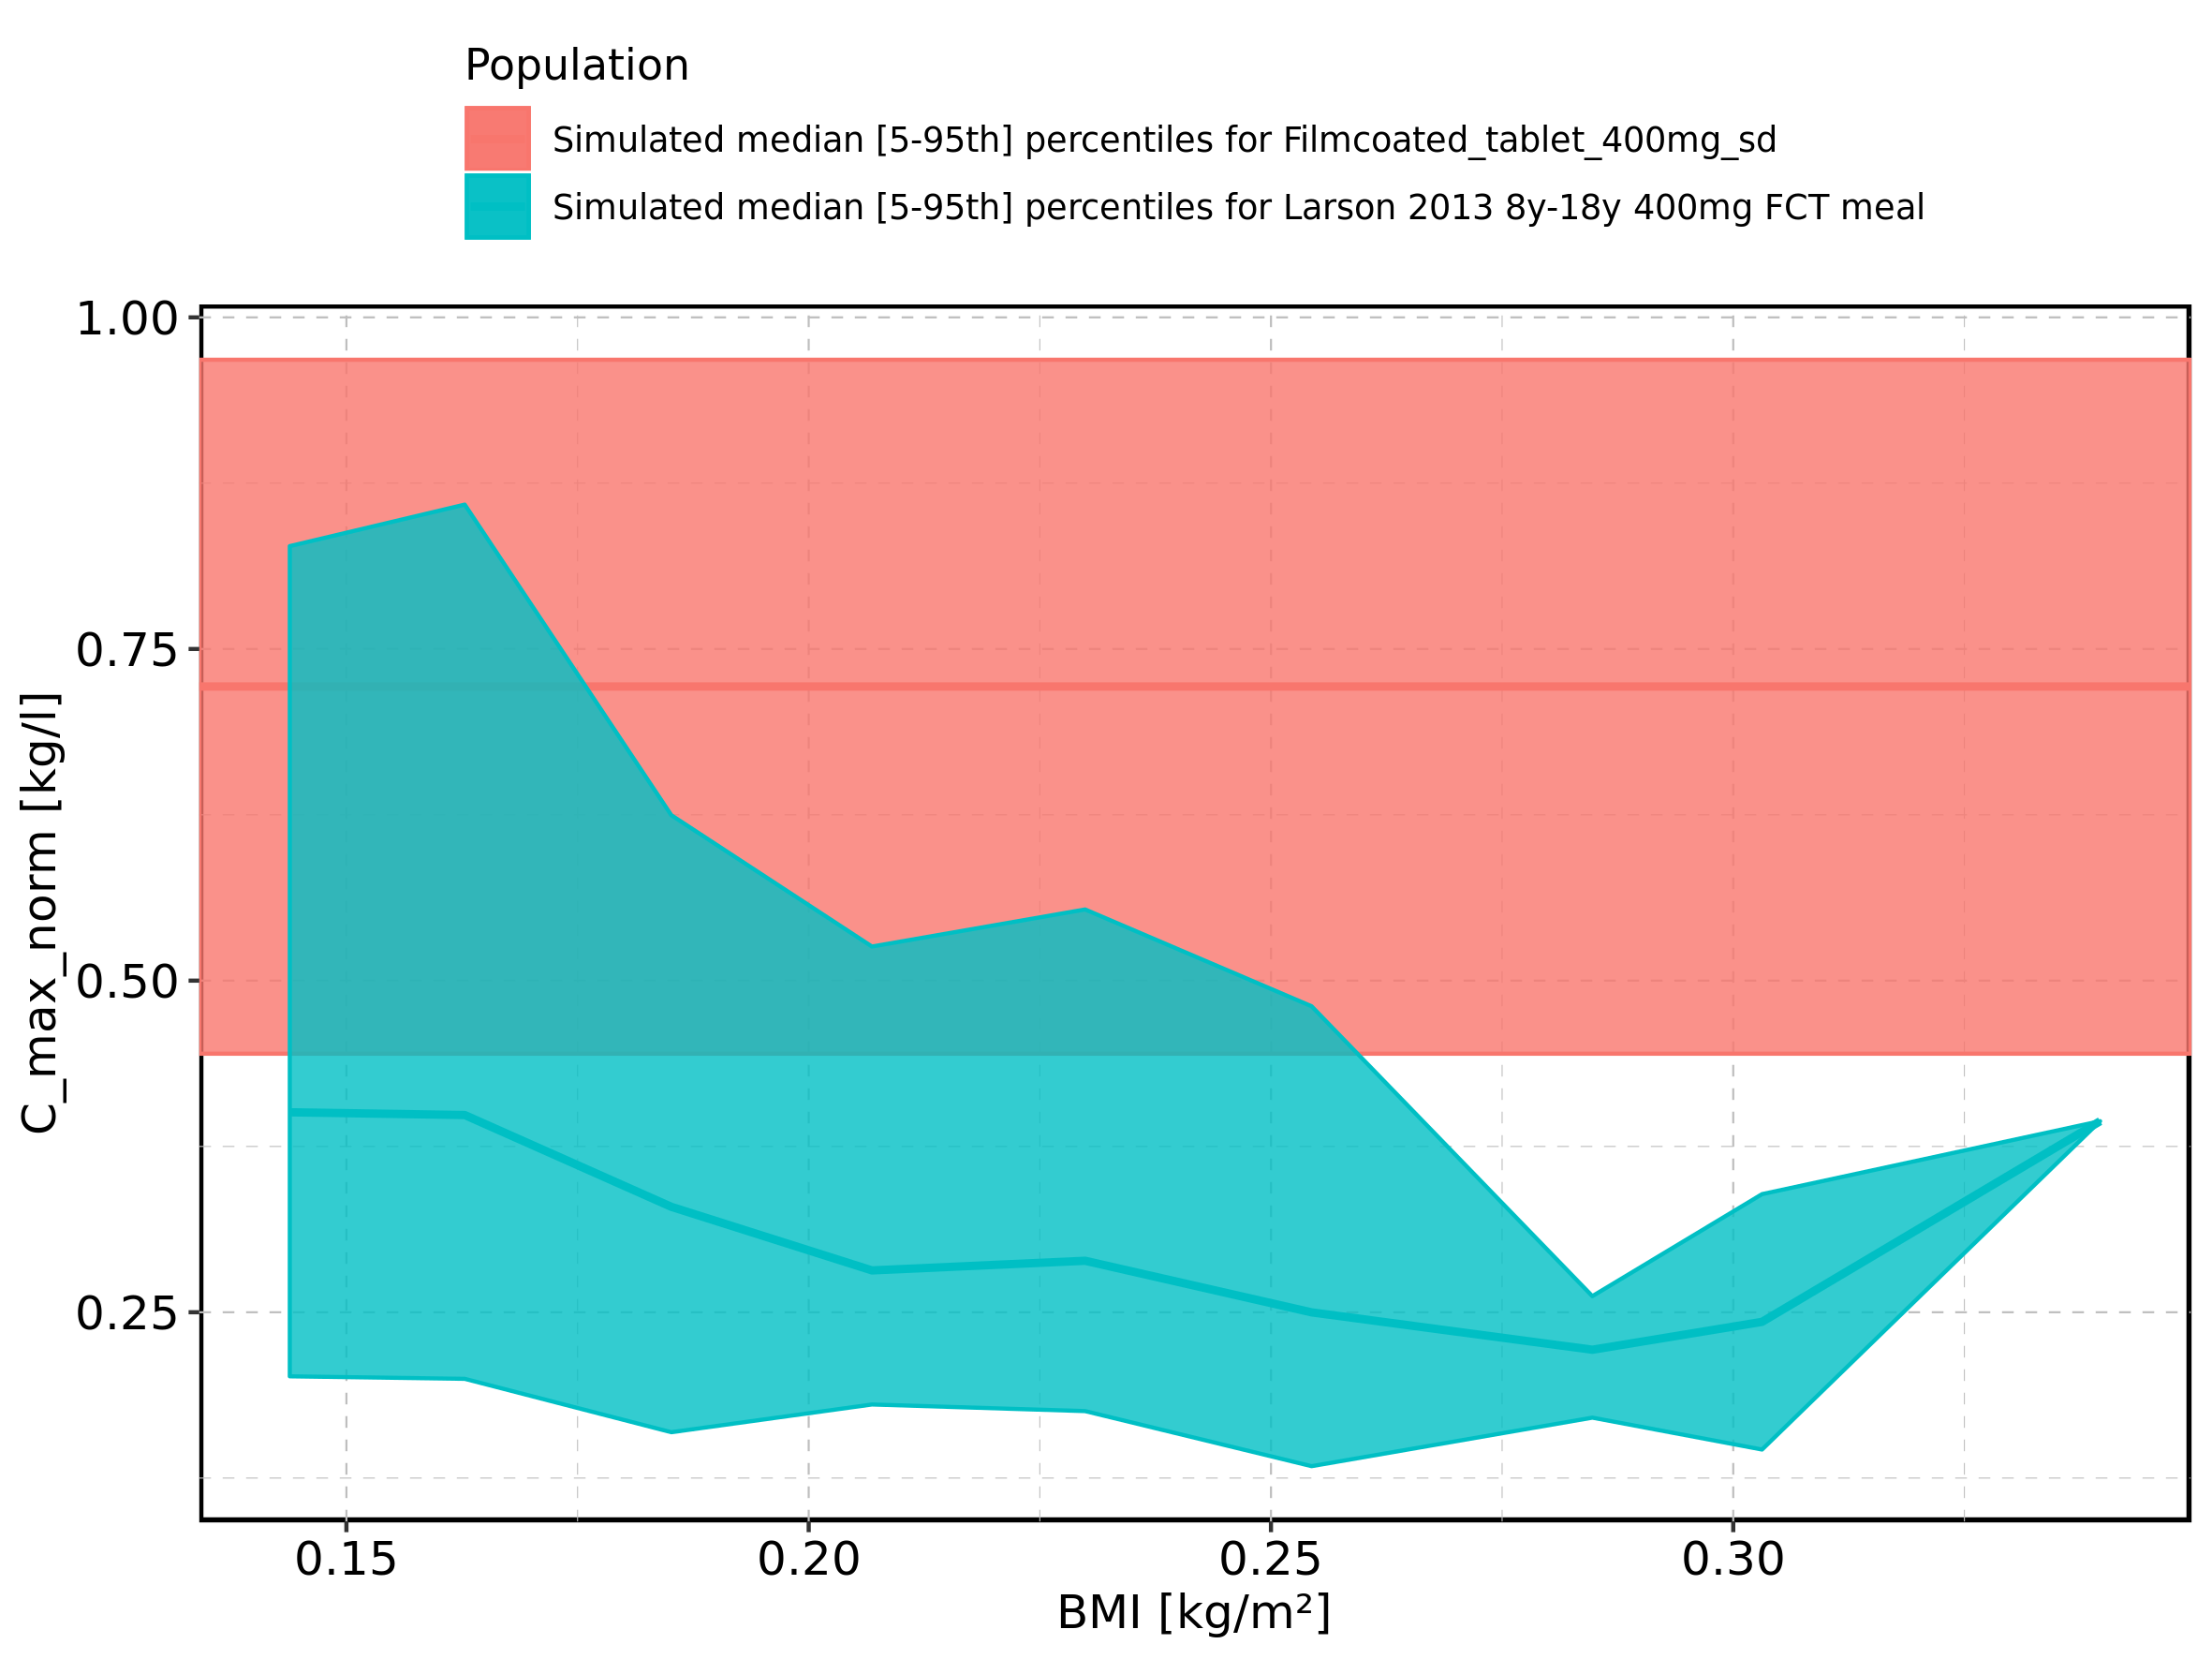 Population
Simulated median [5-95th] percentiles for Filmcoated_tablet_400mg_sd
Simulated median [5-95th] percentiles for Larson 2013 8y-18y 400mg FCT meal
C_max_norm [kg/l]
1.00
0.75
0.50
0.25
0.15 0.20 0.25 0.30
BMI [kg/m²]